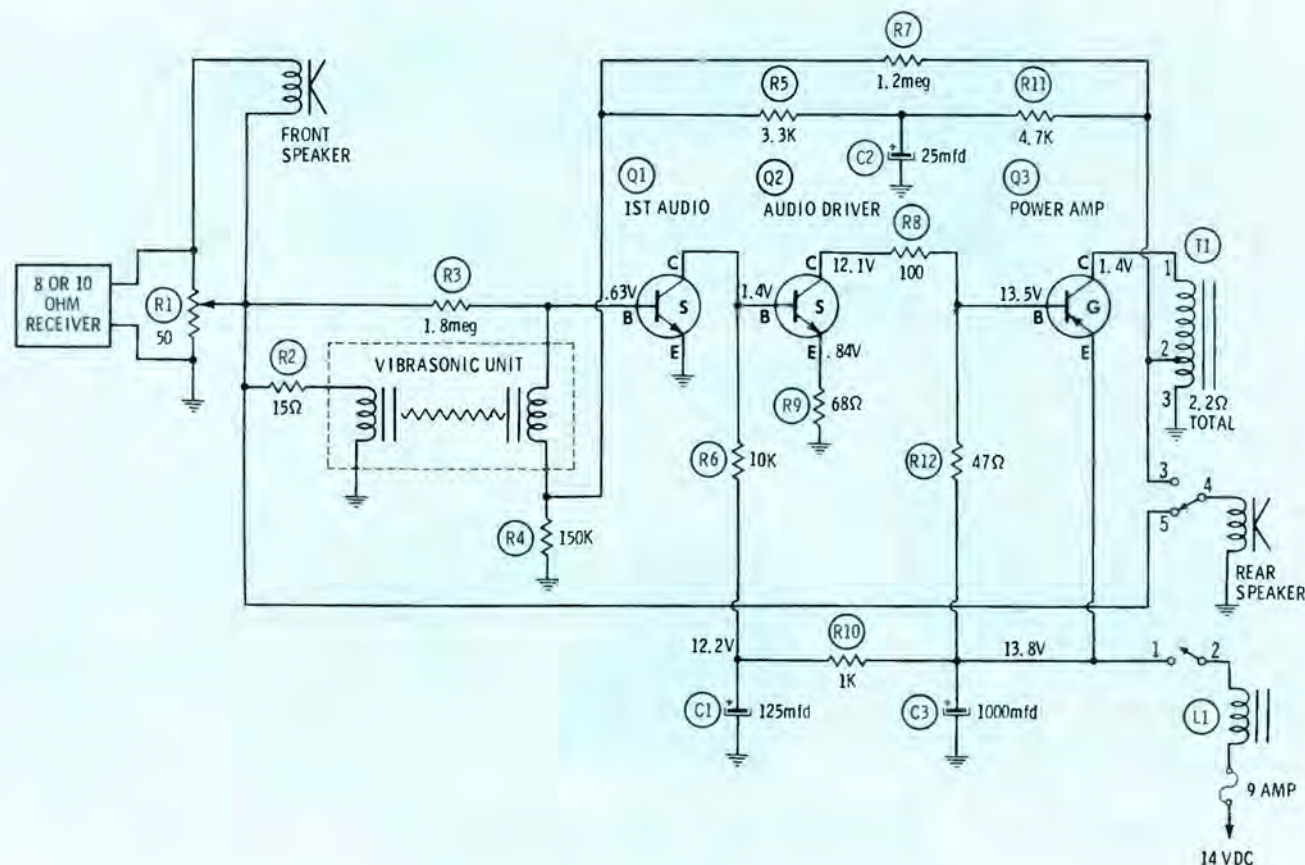 R7
1.2meg
R5
3.3K
R11
4.7K
FRONT
SPEAKER
C2
+
25mfd
Q1
1ST AUDIO
Q2
AUDIO DRIVER
Q3
POWER AMP
R8
100
T1
8 OR 10
OHM
RECEIVER
R1
50
R3
1.8meg
.63V
B
C
S
E
1.4V
B
C
12.1V
S
E
.84V
13.5V
B
C
1.4V
G
E
1
2
3
2.2Ω
TOTAL
R2
15Ω
VIBRASONIC UNIT
R9
68Ω
R6
10K
R12
47Ω
R4
150K
3
4
5
REAR
SPEAKER
12.2V
R10
1K
13.8V
1
2
C1
+
125mfd
C3
+
1000mfd
L1
9 AMP
14 VDC